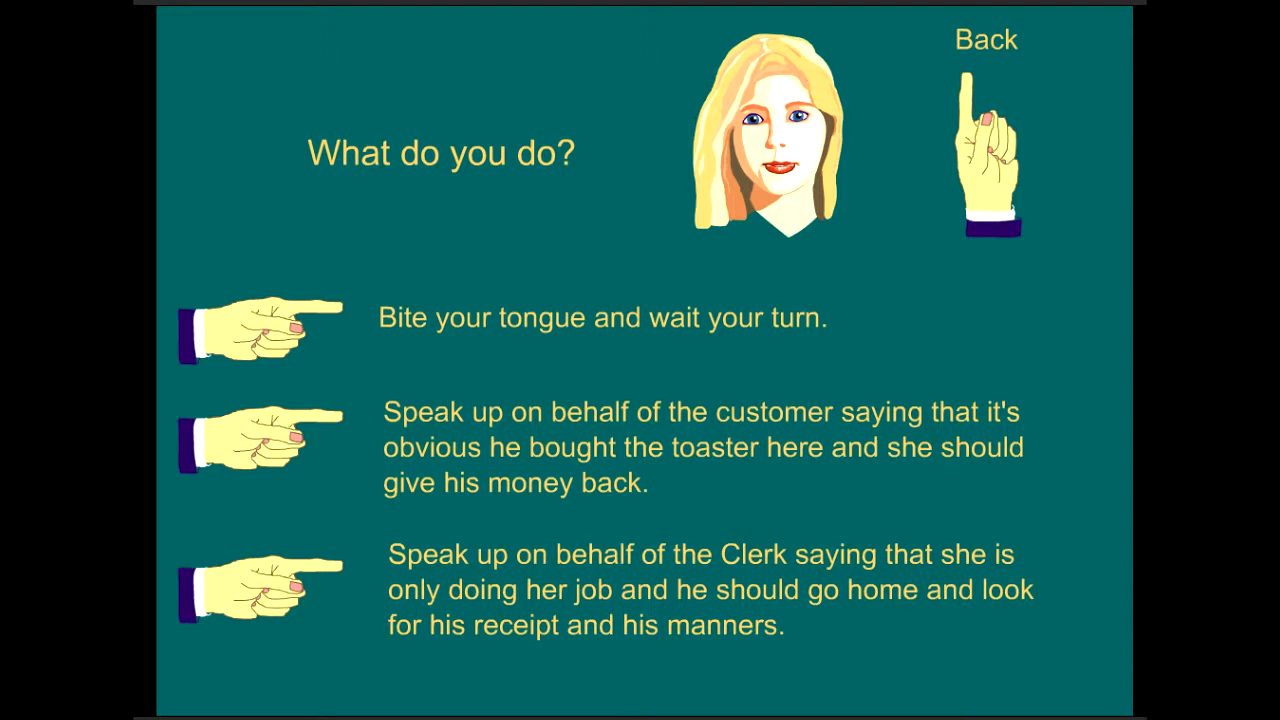 Back
What do you do?
Bite your tongue and wait your turn.
Speak up on behalf of the customer saying that it's
obvious he bought the toaster here and she should
give his money back.
Speak up on behalf of the Clerk saying that she is
only doing her job and he should go home and look
for his receipt and his manners.